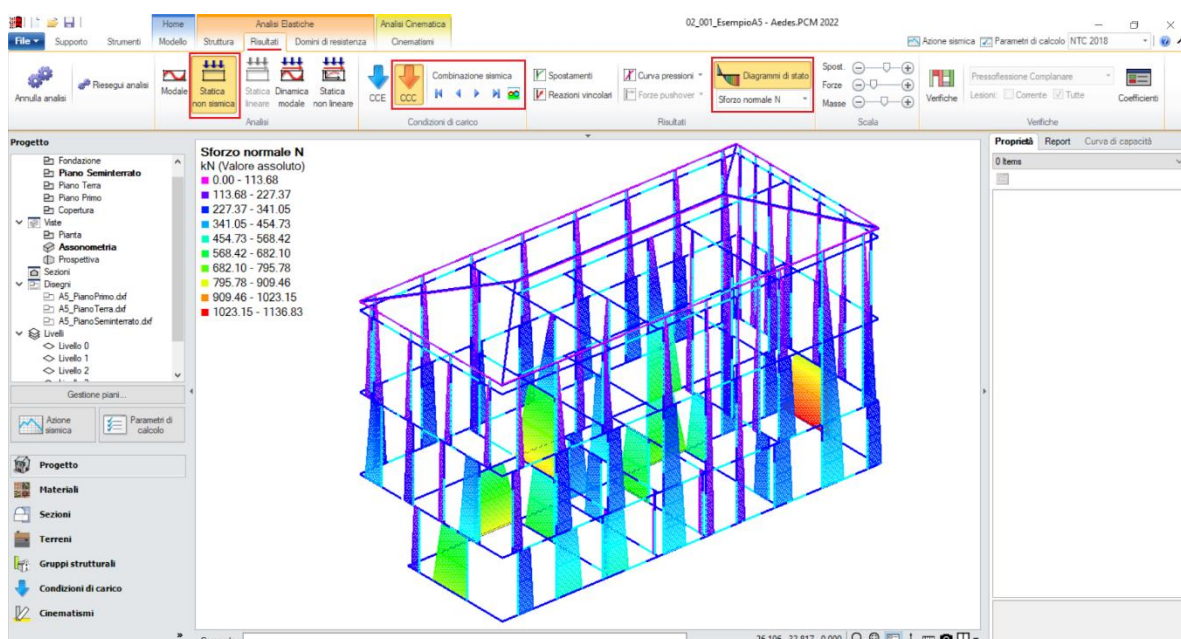 02_001_EsempioA5 - Aedes.PCM 2022
Home
Analisi Elastiche
Analisi Cinematica
File
Supporto
Strumenti
Modello
Struttura
Risultati
Domini di resistenza
Cinematismi
Azione sismica
Parametri di calcolo
NTC 2018
Annulla analisi
Riesegui analisi
Modale
Statica
non sismica
Statica
lineare
Dinamica
modale
Statica
non lineare
Analisi
CCE
CCC
Combinazione sismica
Condizioni di carico
Spostamenti
Reazioni vincolari
Curva pressioni
Forze pushover
Diagrammi di stato
Sforzo normale N
Risultati
Spost.
Forze
Masse
Scala
Verifiche
Pressoflessione Complanare
Lesioni:
Corrente
Tutte
Coefficienti
Verifiche
Progetto
Fondazione
Piano Seminterrato
Piano Terra
Piano Primo
Copertura
Viste
Pianta
Assonometria
Prospettiva
Sezioni
Disegni
A5_PianoPrimo.dxf
A5_PianoTerra.dxf
A5_PianoSeminterrato.dxf
Livelli
Livello 0
Livello 1
Livello 2
Gestione piani...
Azione
sismica
Parametri di
calcolo
Progetto
Materiali
Sezioni
Terreni
Gruppi strutturali
Condizioni di carico
Cinematismi
»
Sforzo normale N
kN (Valore assoluto)
0.00 - 113.68
113.68 - 227.37
227.37 - 341.05
341.05 - 454.73
454.73 - 568.42
568.42 - 682.10
682.10 - 795.78
795.78 - 909.46
909.46 - 1023.15
1023.15 - 1136.83
Proprietà
Report
Curva di capacità
0 Items